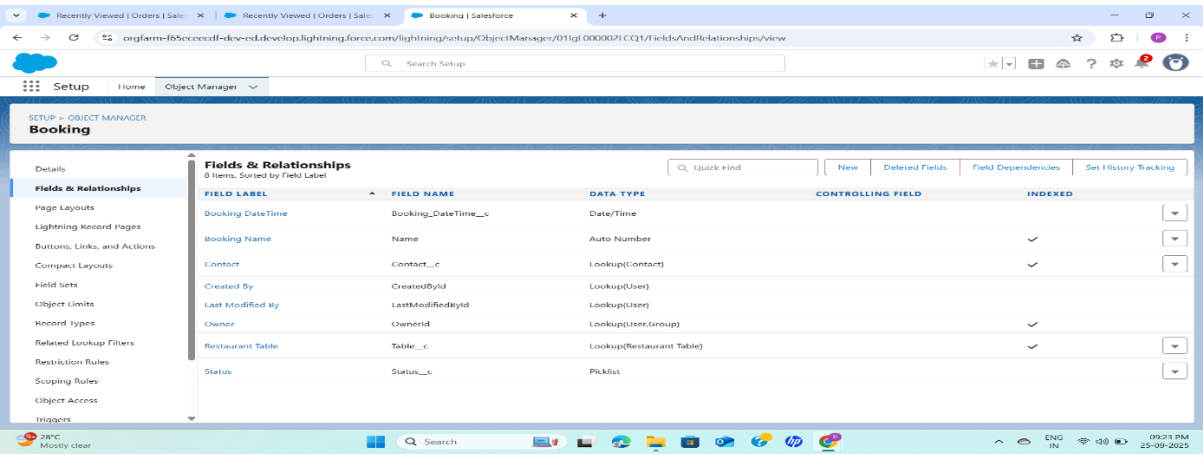 Recently Viewed | Orders | Sales
Recently Viewed | Orders | Sales
Booking | Salesforce
orgfarm-f65eceecdf-dev-ed.develop.lightning.force.com/lightning/setup/ObjectManager/01IgL000002LCQ1/FieldsAndRelationships/view
P
Search Setup
2
Setup
Home
Object Manager
SETUP > OBJECT MANAGER
Booking
Details
Fields & Relationships
Page Layouts
Lightning Record Pages
Buttons, Links, and Actions
Compact Layouts
Field Sets
Object Limits
Record Types
Related Lookup Filters
Restriction Rules
Scoping Rules
Object Access
Triggers
Fields & Relationships
8 Items, Sorted by Field Label
Quick Find
New
Deleted Fields
Field Dependencies
Set History Tracking
FIELD LABEL FIELD NAME DATA TYPE CONTROLLING FIELD INDEXED
Booking DateTime Booking_DateTime__c Date/Time
Booking Name Name Auto Number
Contact Contact__c Lookup(Contact)
Created By CreatedById Lookup(User)
Last Modified By LastModifiedById Lookup(User)
Owner OwnerId Lookup(User,Group)
Restaurant Table Table__c Lookup(Restaurant Table)
Status Status__c Picklist
9+
28°C
Mostly clear
Search
hp
ENG
IN
09:23 PM
25-09-2025